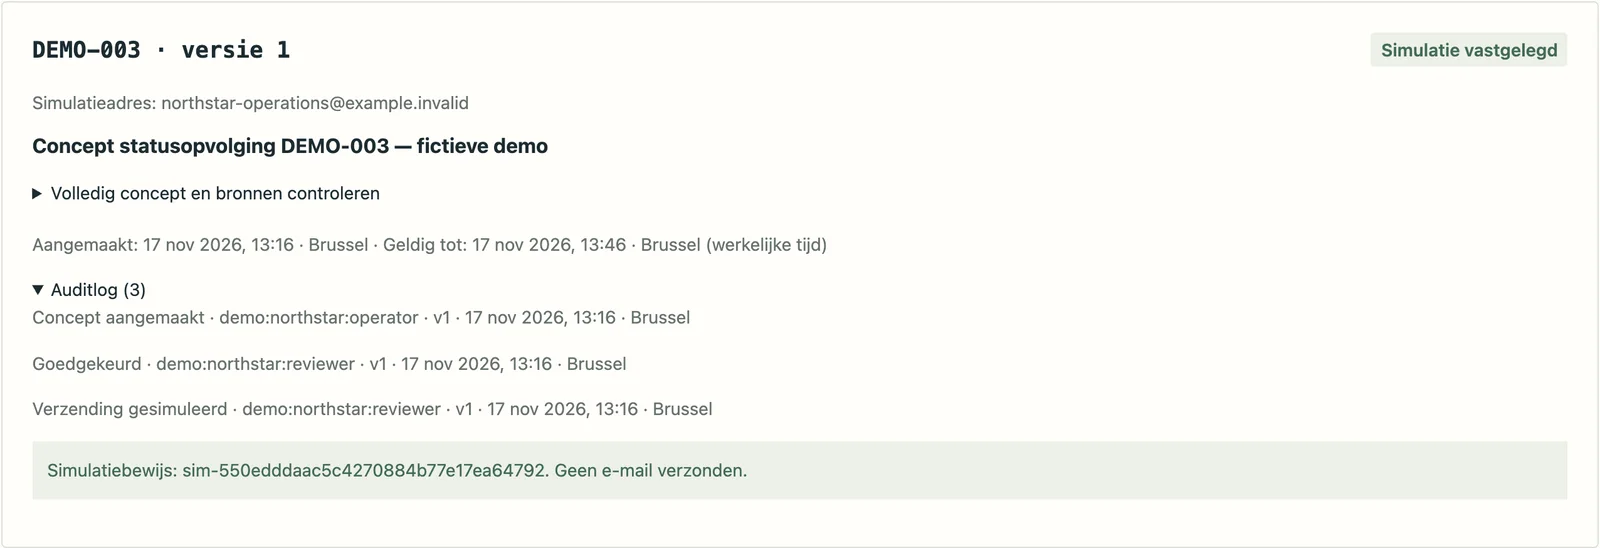 DEMO-003 · versie 1
Simulatie vastgelegd
Simulatieadres: northstar-operations@example.invalid
Concept statusopvolging DEMO-003 — fictieve demo
▶ Volledig concept en bronnen controleren
Aangemaakt: 17 nov 2026, 13:16 · Brussel · Geldig tot: 17 nov 2026, 13:46 · Brussel (werkelijke tijd)
▼ Auditlog (3)
Concept aangemaakt · demo:northstar:operator · v1 · 17 nov 2026, 13:16 · Brussel
Goedgekeurd · demo:northstar:reviewer · v1 · 17 nov 2026, 13:16 · Brussel
Verzending gesimuleerd · demo:northstar:reviewer · v1 · 17 nov 2026, 13:16 · Brussel
Simulatiebewijs: sim-550edddaac5c4270884b77e17ea64792. Geen e-mail verzonden.